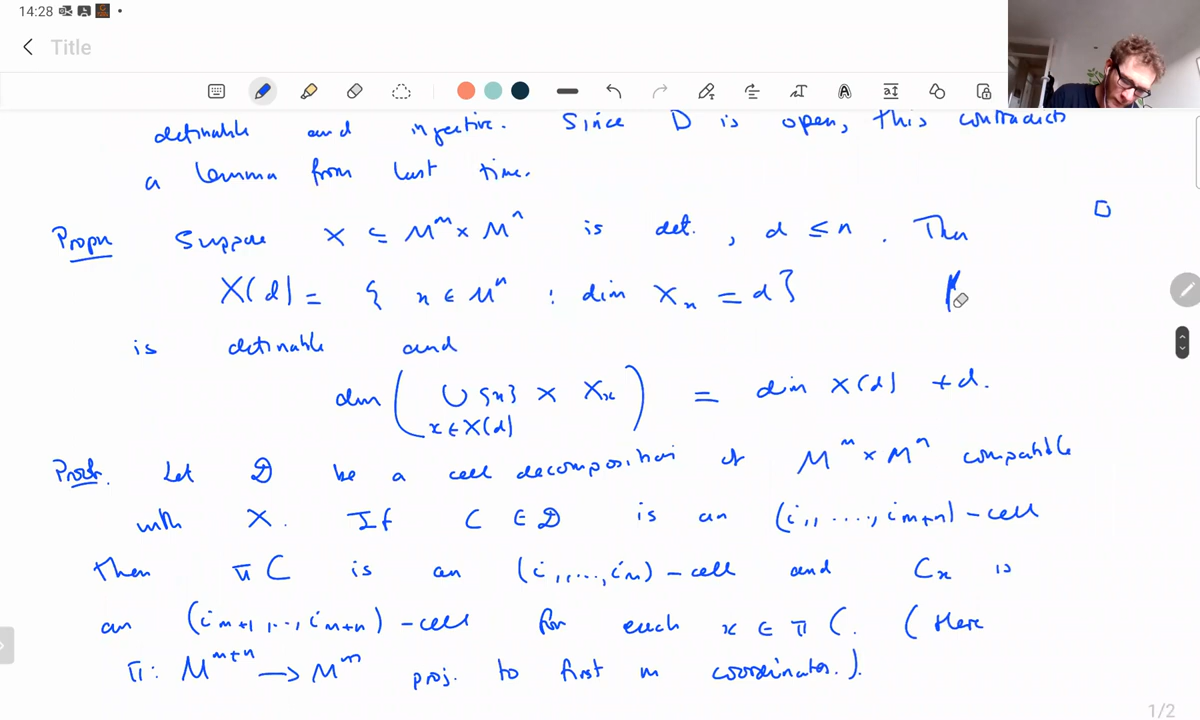 14:28
Title
definable and injective. Since D is open, this contradicts
a lemma from last time.
□
Propn Suppose X ⊆ M^m × M^n is def., d ≤ n. Then
X(d) = { x ∈ M^n : dim X_x = d }
is definable and
dim ( ∪_{x∈X(d)} {x} × X_x ) = dim X(d) + d.
Proof. Let 𝒟 be a cell decomposition of M^m × M^n compatible
with X. If C ∈ 𝒟 is an (i_1, ..., i_{m+n})-cell
then πC is an (i_1, ..., i_m)-cell and C_x is
an (i_{m+1}, ..., i_{m+n})-cell for each x ∈ πC. (Here
π: M^{m+n} → M^m proj. to first m coordinates.).
1/2